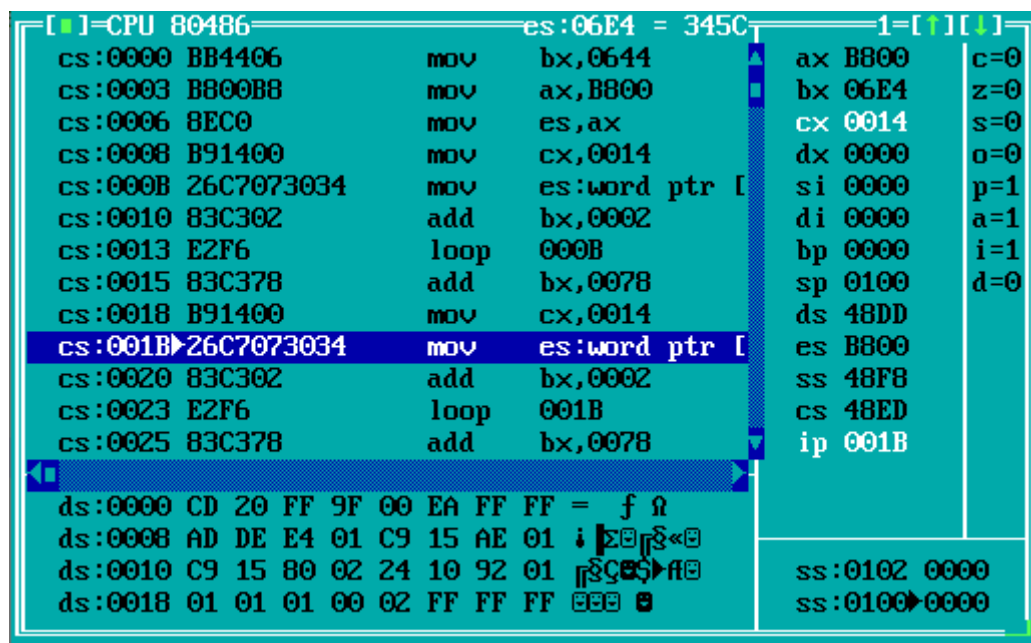 [■]=CPU 80486 es:06E4 = 345C 1=[↑][↓]
cs:0000 BB4406 mov bx,0644 ax B800 c=0
cs:0003 B800B8 mov ax,B800 bx 06E4 z=0
cs:0006 8EC0 mov es,ax cx 0014 s=0
cs:0008 B91400 mov cx,0014 dx 0000 o=0
cs:000B 26C7073034 mov es:word ptr [ si 0000 p=1
cs:0010 83C302 add bx,0002 di 0000 a=1
cs:0013 E2F6 loop 000B bp 0000 i=1
cs:0015 83C378 add bx,0078 sp 0100 d=0
cs:0018 B91400 mov cx,0014 ds 48DD
cs:001B▶26C7073034 mov es:word ptr [ es B800
cs:0020 83C302 add bx,0002 ss 48F8
cs:0023 E2F6 loop 001B cs 48ED
cs:0025 83C378 add bx,0078 ip 001B
ds:0000 CD 20 FF 9F 00 EA FF FF = ƒ Ω
ds:0008 AD DE E4 01 C9 15 AE 01 ¡▐Σ☺╔§«☺
ds:0010 C9 15 80 02 24 10 92 01 ╔§Ç☻$►Æ☺ ss:0102 0000
ds:0018 01 01 01 00 02 FF FF FF ☺☺☺ ☻ ss:0100▶0000